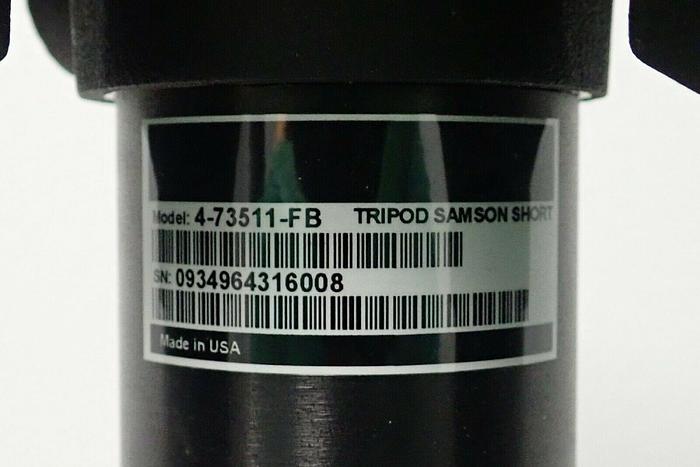 Model: 4-73511-FB TRIPOD SAMSON SHORT
SN: 0934964316008
Made in USA